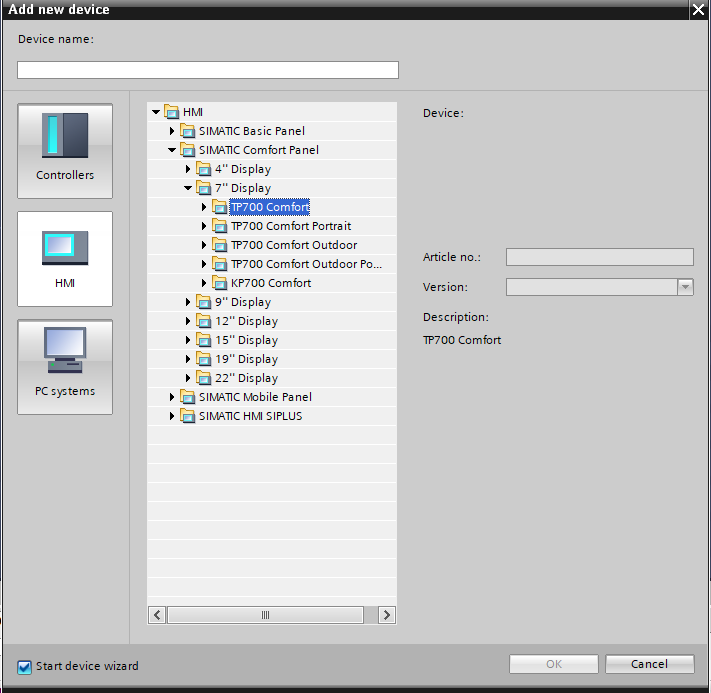 Add new device
Device name:
Controllers
HMI
PC systems
HMI
SIMATIC Basic Panel
SIMATIC Comfort Panel
4'' Display
7'' Display
TP700 Comfort
TP700 Comfort Portrait
TP700 Comfort Outdoor
TP700 Comfort Outdoor Po...
KP700 Comfort
9'' Display
12'' Display
15'' Display
19'' Display
22'' Display
SIMATIC Mobile Panel
SIMATIC HMI SIPLUS
Device:
Article no.:
Version:
Description:
TP700 Comfort
Start device wizard
OK
Cancel